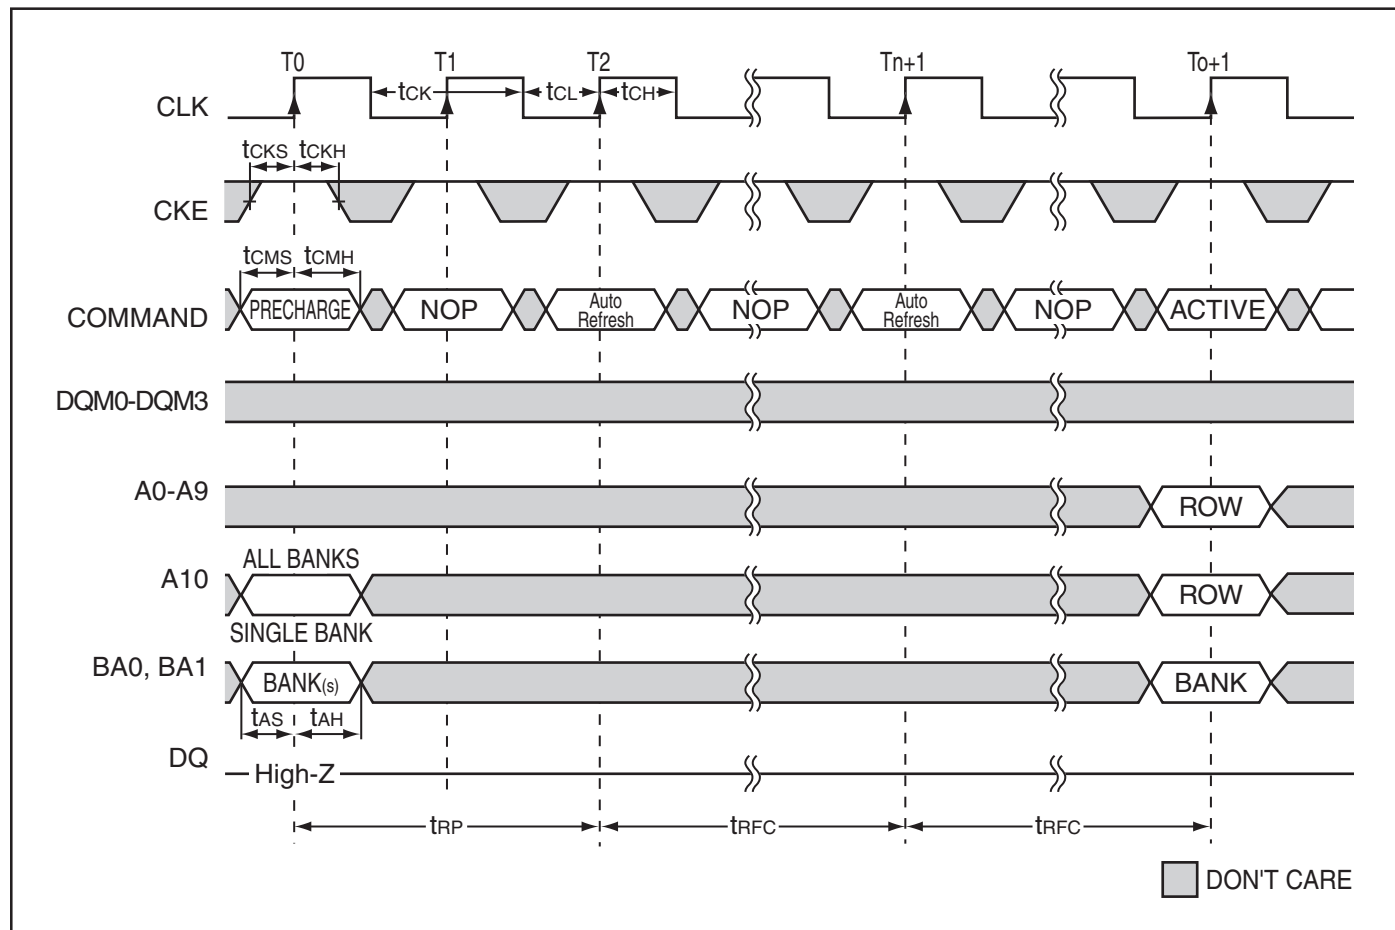 T0 T1 T2 Tn+1 To+1
CLK tCK tCL tCH
tCKS tCKH
CKE
tCMS tCMH
COMMAND PRECHARGE NOP Auto Refresh NOP Auto Refresh NOP ACTIVE
DQM0-DQM3
A0-A9 ROW
ALL BANKS
A10 ROW
SINGLE BANK
BA0, BA1 BANK(s) BANK
tAS tAH
DQ High-Z
tRP tRFC tRFC
DON'T CARE